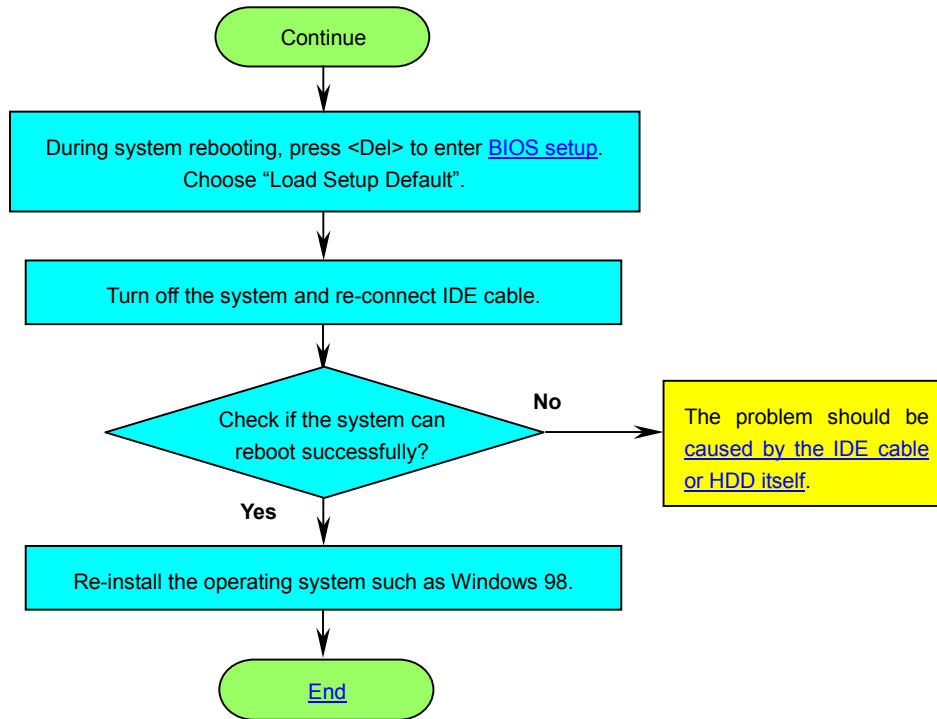 Continue
During system rebooting, press <Del> to enter BIOS setup.
Choose “Load Setup Default”.
Turn off the system and re-connect IDE cable.
Check if the system can
reboot successfully?
No
The problem should be
caused by the IDE cable
or HDD itself.
Yes
Re-install the operating system such as Windows 98.
End